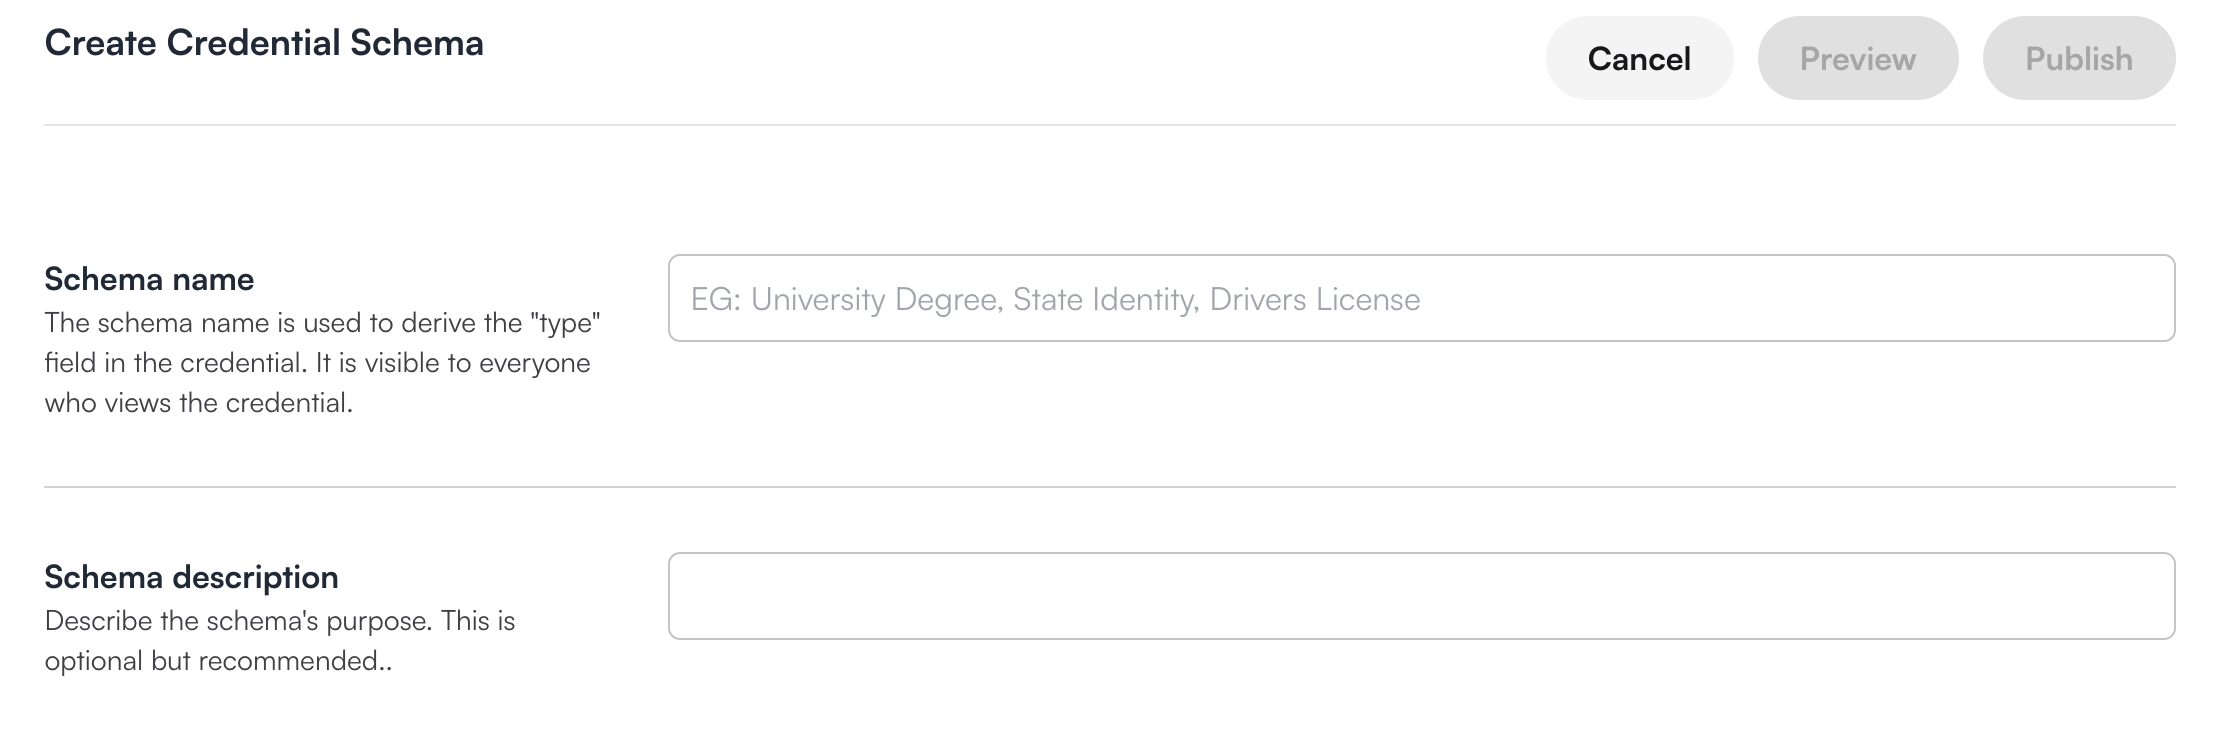 Create Credential Schema
Cancel
Preview
Publish
Schema name
The schema name is used to derive the "type"
field in the credential. It is visible to everyone
who views the credential.
EG: University Degree, State Identity, Drivers License
Schema description
Describe the schema's purpose. This is
optional but recommended..